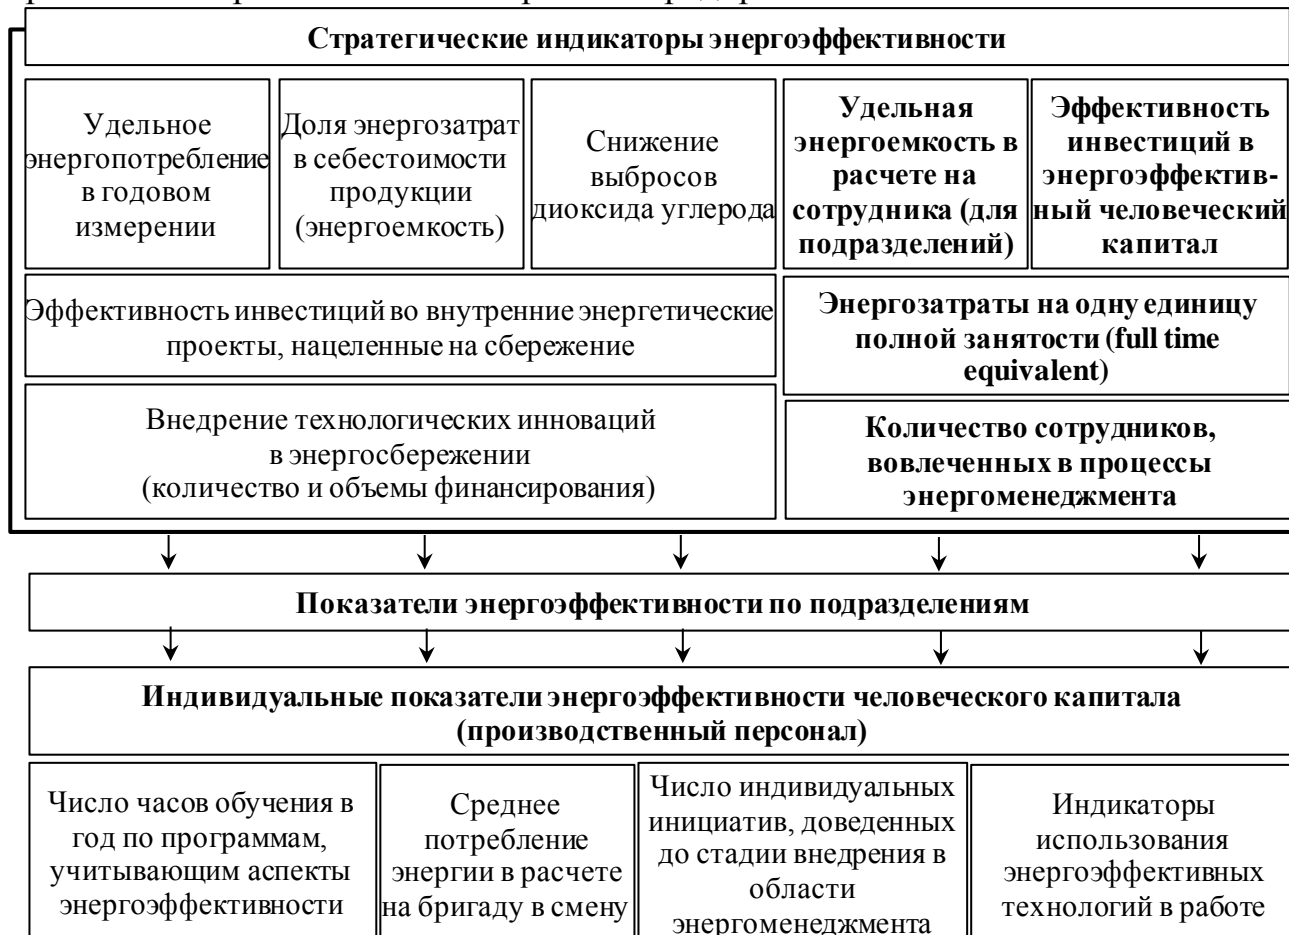 Стратегические индикаторы энергоэффективности
Удельное
энергопотребление
в годовом
измерении
Доля энергозатрат
в себестоимости
продукции
(энергоемкость)
Снижение
выбросов
диоксида углерода
Удельная
энергоемкость в
расчете на
сотрудника (для
подразделений)
Эффективность
инвестиций в
энергоэффектив-
ный человеческий
капитал
Эффективность инвестиций во внутренние энергетические
проекты, нацеленные на сбережение
Энергозатраты на одну единицу
полной занятости (full time
equivalent)
Внедрение технологических инноваций
в энергосбережении
(количество и объемы финансирования)
Количество сотрудников,
вовлеченных в процессы
энергоменеджмента
Показатели энергоэффективности по подразделениям
Индивидуальные показатели энергоэффективности человеческого капитала
(производственный персонал)
Число часов обучения в
год по программам,
учитывающим аспекты
энергоэффективности
Среднее
потребление
энергии в расчете
на бригаду в смену
Число индивидуальных
инициатив, доведенных
до стадии внедрения в
области
энергоменеджмента
Индикаторы
использования
энергоэффективных
технологий в работе